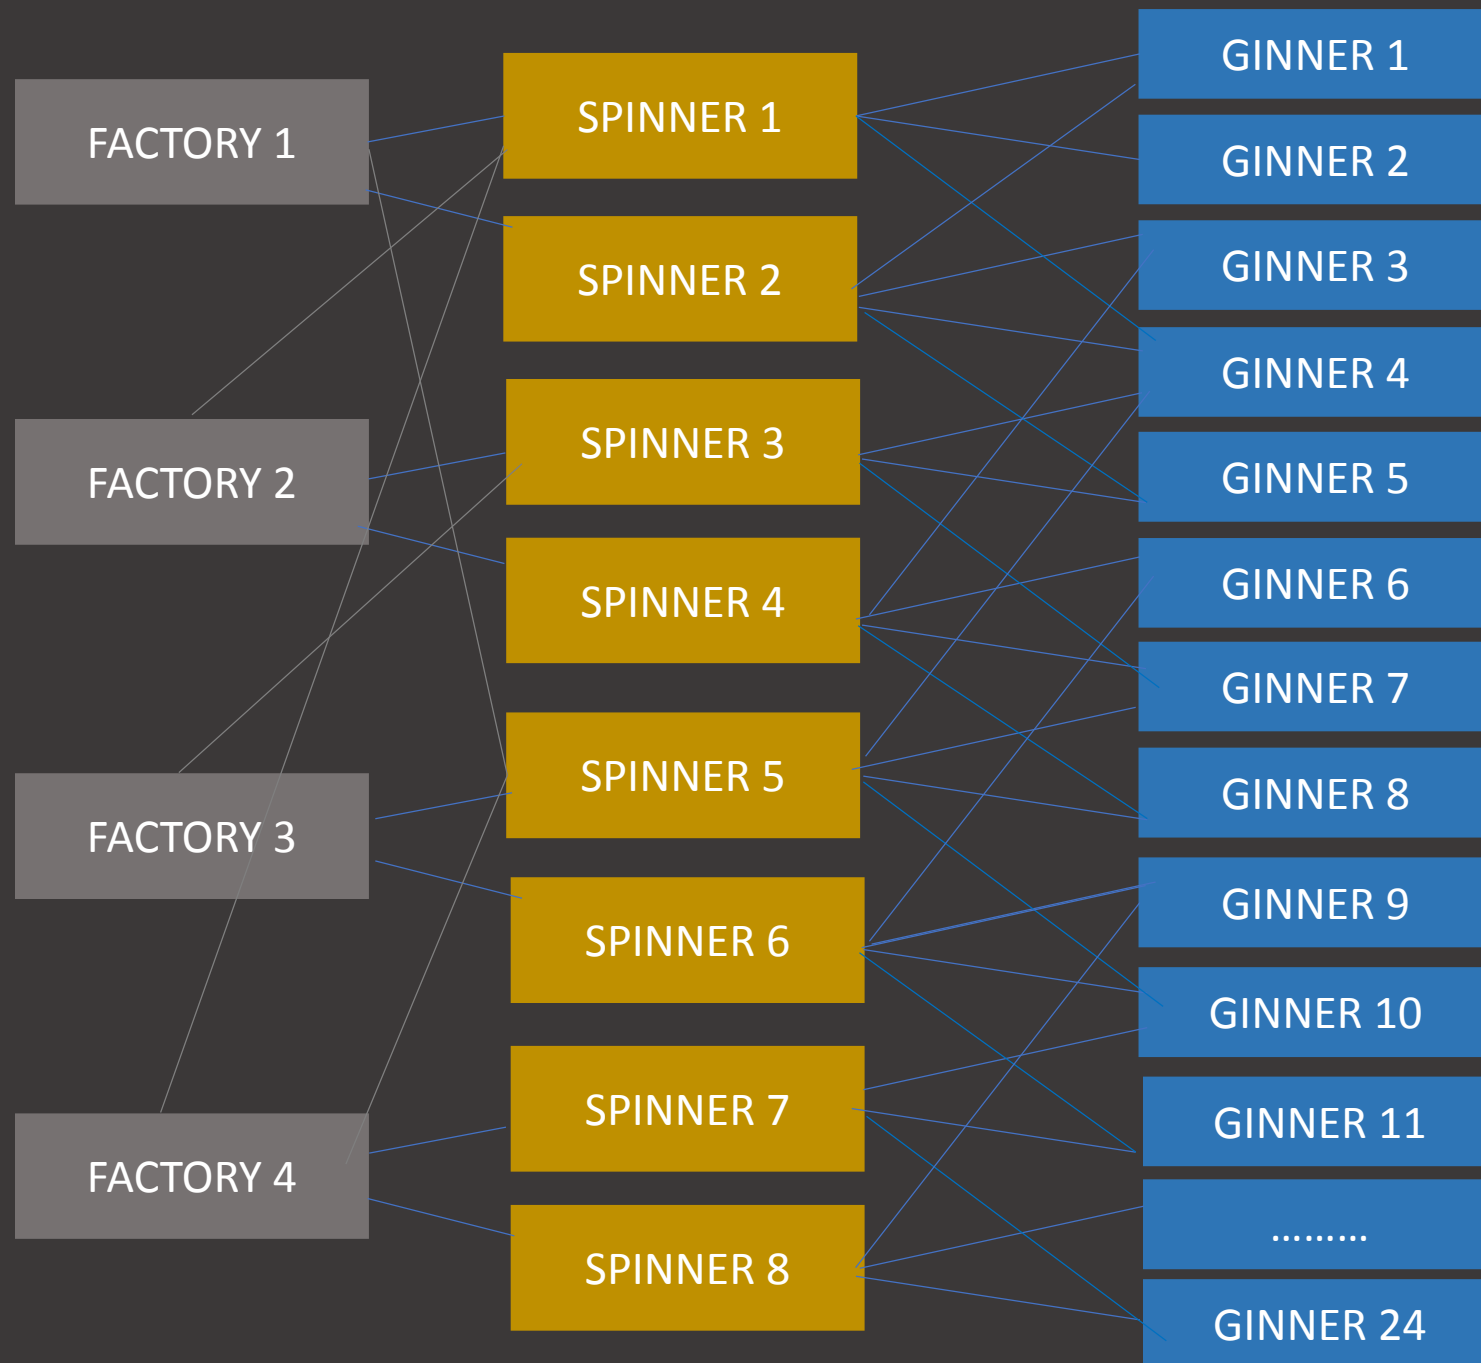 FACTORY 1
FACTORY 2
FACTORY 3
FACTORY 4
SPINNER 1
SPINNER 2
SPINNER 3
SPINNER 4
SPINNER 5
SPINNER 6
SPINNER 7
SPINNER 8
GINNER 1
GINNER 2
GINNER 3
GINNER 4
GINNER 5
GINNER 6
GINNER 7
GINNER 8
GINNER 9
GINNER 10
GINNER 11
.........
GINNER 24